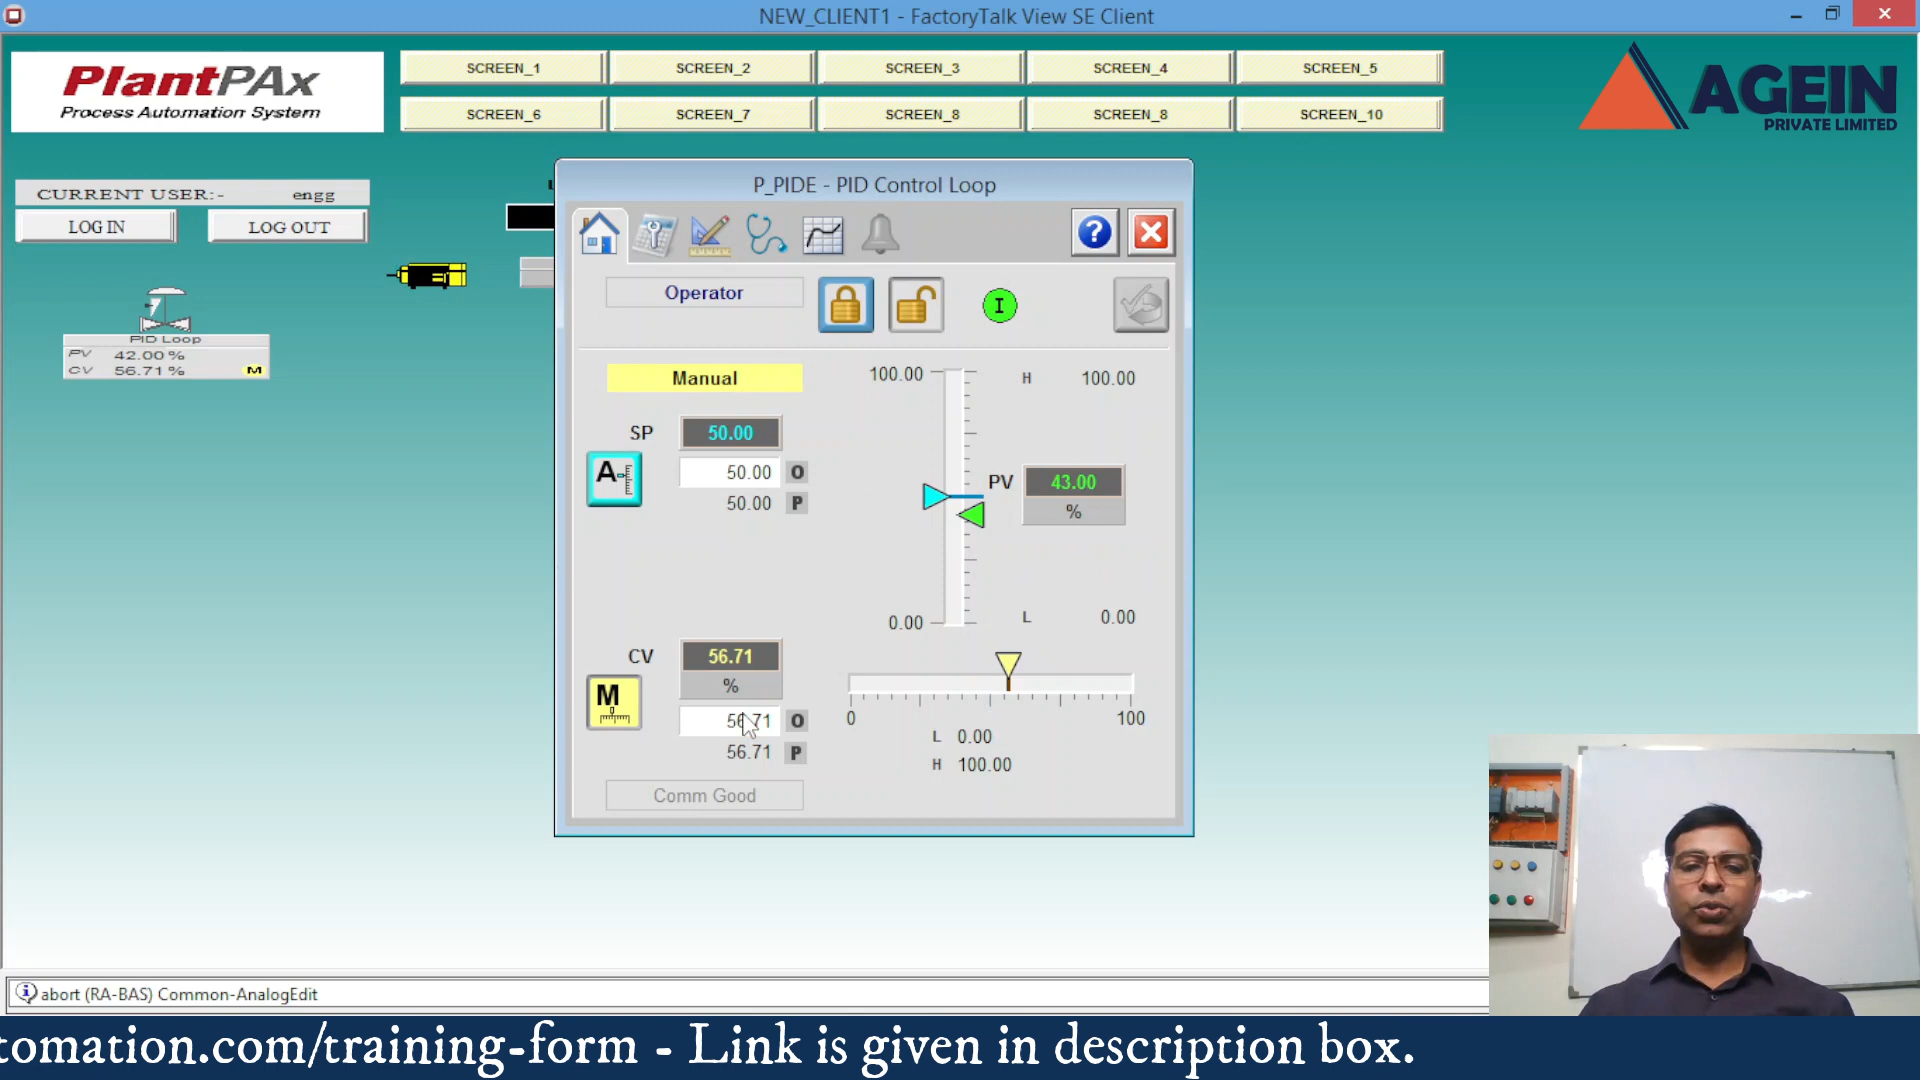 NEW_CLIENT1 - FactoryTalk View SE Client
PlantPAx
Process Automation System
SCREEN_1
SCREEN_2
SCREEN_3
SCREEN_4
SCREEN_5
SCREEN_6
SCREEN_7
SCREEN_8
SCREEN_8
SCREEN_10
AGEIN
PRIVATE LIMITED
CURRENT USER:- engg
LOG IN
LOG OUT
PID Loop
PV 42.00 %
CV 56.71 % M
P_PIDE - PID Control Loop
?
Operator
I
Manual
100.00
H 100.00
SP 50.00
A
50.00 O
50.00 P
PV 43.00
%
0.00
L 0.00
CV 56.71
%
M
56.71 O
56.71 P
0
100
L 0.00
H 100.00
Comm Good
abort (RA-BAS) Common-AnalogEdit
tomation.com/training-form - Link is given in description box.